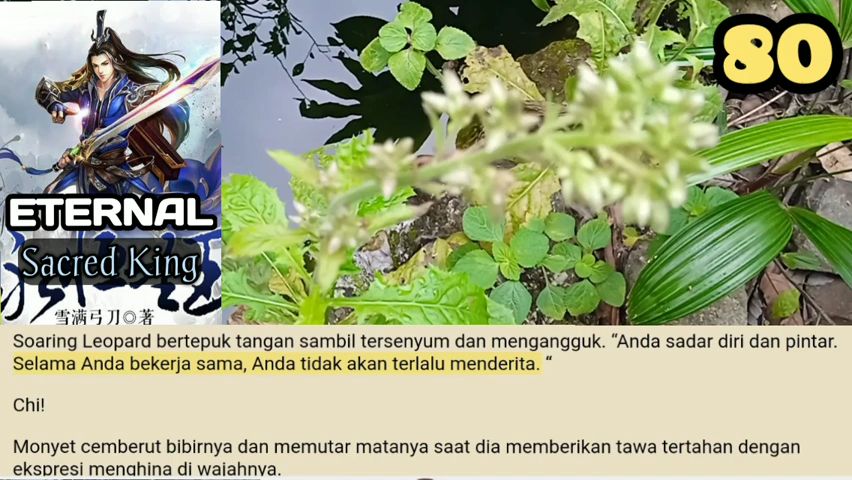 80
ETERNAL
Sacred King
雪满弓刀◎著
Soaring Leopard bertepuk tangan sambil tersenyum dan mengangguk. “Anda sadar diri dan pintar.
Selama Anda bekerja sama, Anda tidak akan terlalu menderita. “
Chi!
Monyet cemberut bibirnya dan memutar matanya saat dia memberikan tawa tertahan dengan
ekspresi menghina di wajahnya.